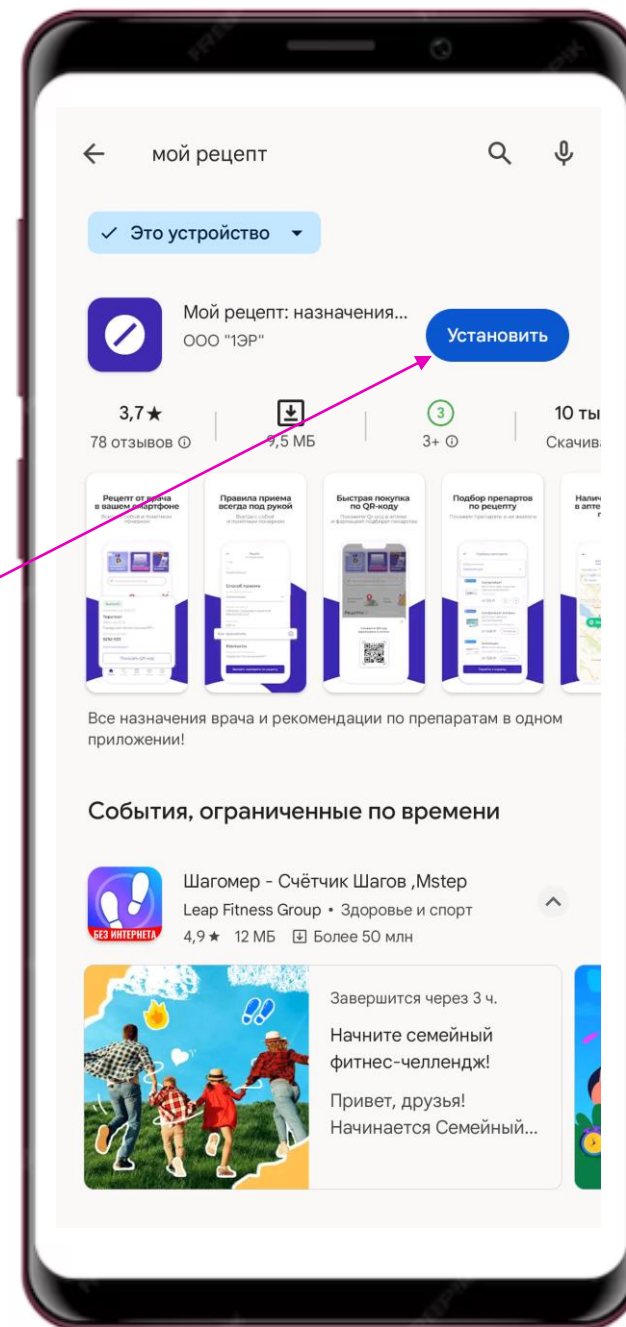 мой рецепт
Это устройство
Мой рецепт: назначения...
ООО "1ЭР"
Установить
3,7★
78 отзывов
9,5 МБ
3
3+
10 ты
Скачив
Рецепт от врача
в вашем смартфоне
Правила приема
всегда под рукой
Быстрая покупка
по QR-коду
Подбор препартов
по рецепту
Налич
в апте
Все назначения врача и рекомендации по препаратам в одном
приложении!
События, ограниченные по времени
Шагомер - Счётчик Шагов ,Mstep
Leap Fitness Group • Здоровье и спорт
4,9★ 12 МБ Более 50 млн
БЕЗ ИНТЕРНЕТА
Завершится через 3 ч.
Начните семейный
фитнес-челлендж!
Привет, друзья!
Начинается Семейный...